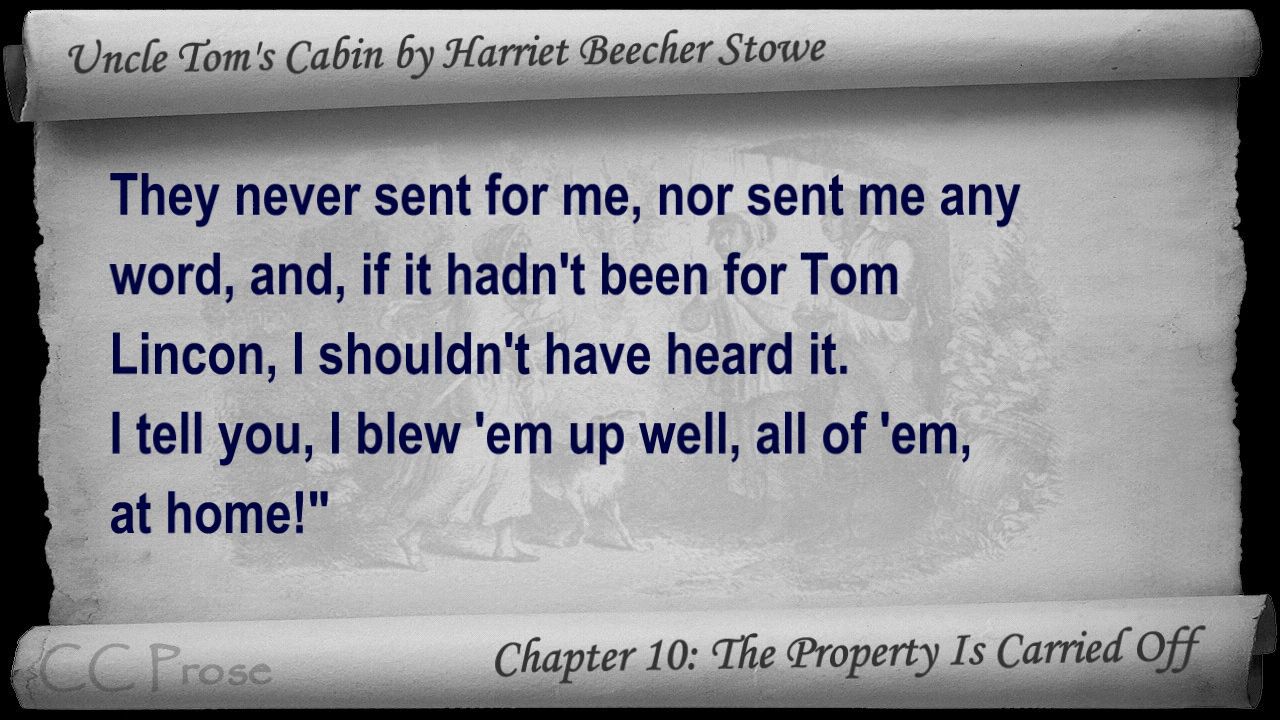 Uncle Tom's Cabin by Harriet Beecher Stowe
They never sent for me, nor sent me any
word, and, if it hadn't been for Tom
Lincon, I shouldn't have heard it.
I tell you, I blew 'em up well, all of 'em,
at home!"
CC Prose
Chapter 10: The Property Is Carried Off